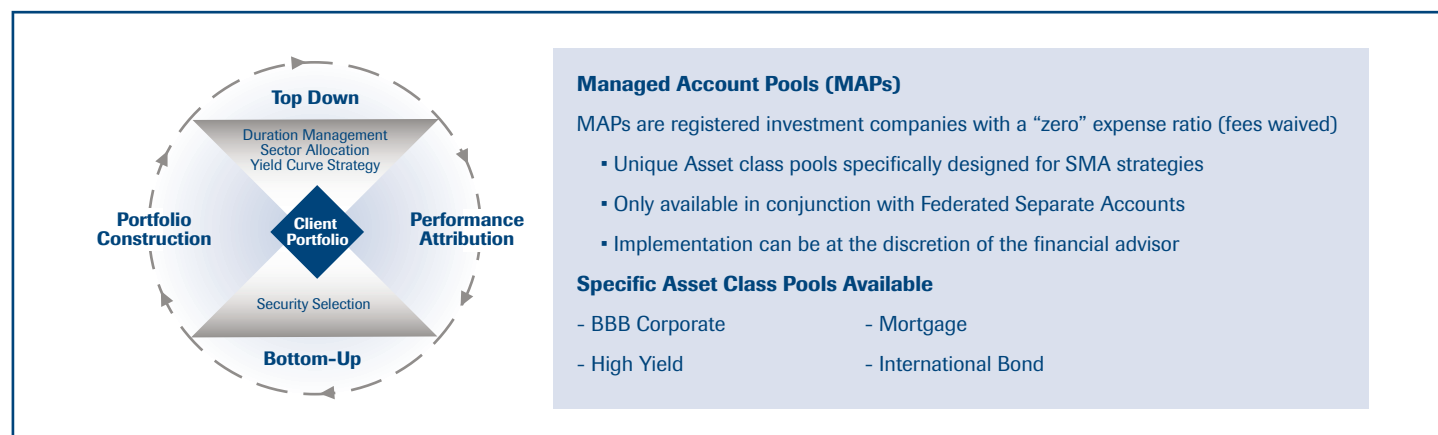 Top Down
Duration Management
Sector Allocation
Yield Curve Strategy
Portfolio
Construction
Client
Portfolio
Performance
Attribution
Security Selection
Bottom-Up
Managed Account Pools (MAPs)
MAPs are registered investment companies with a “zero” expense ratio (fees waived)
▪ Unique Asset class pools specifically designed for SMA strategies
▪ Only available in conjunction with Federated Separate Accounts
▪ Implementation can be at the discretion of the financial advisor
Specific Asset Class Pools Available
- BBB Corporate - Mortgage
- High Yield - International Bond